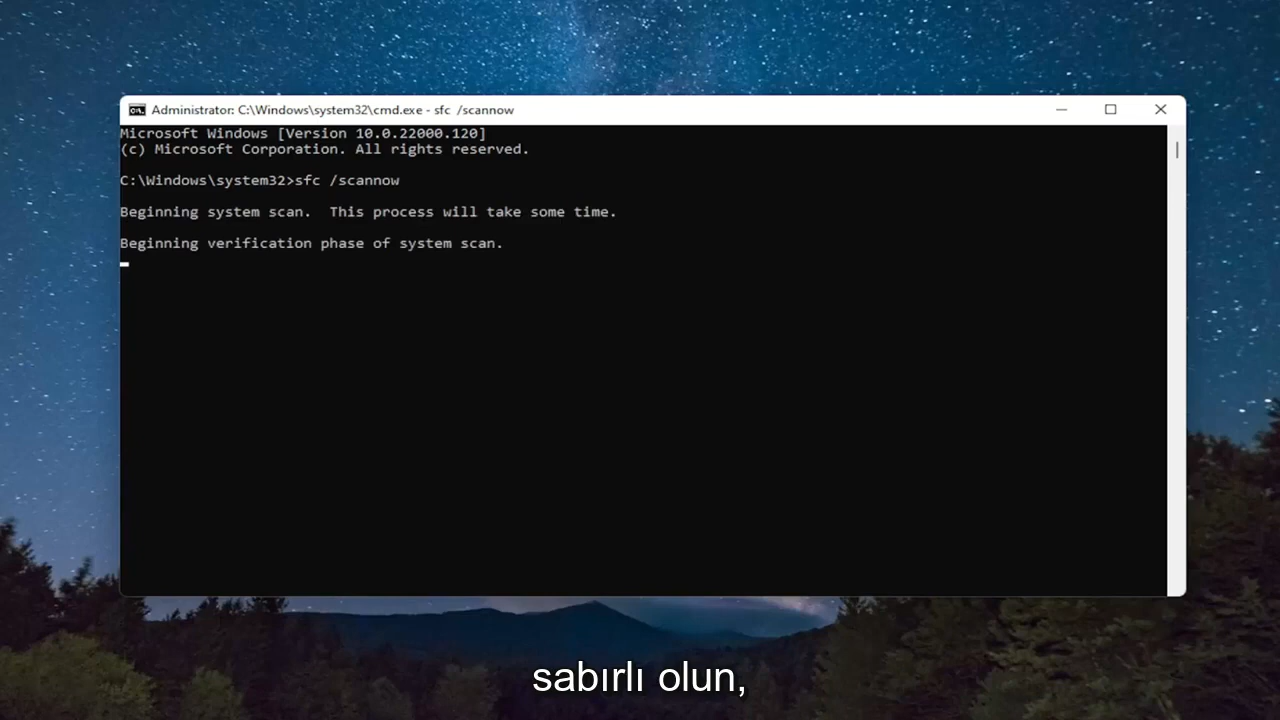 Administrator: C:\Windows\system32\cmd.exe - sfc  /scannow
Microsoft Windows [Version 10.0.22000.120]
(c) Microsoft Corporation. All rights reserved.
C:\Windows\system32>sfc /scannow
Beginning system scan.  This process will take some time.
Beginning verification phase of system scan.
sabırlı olun,